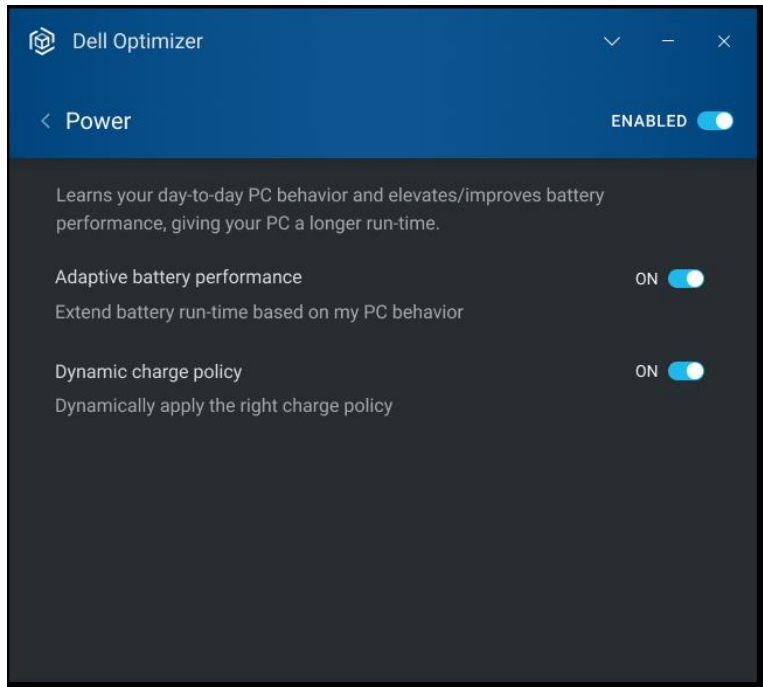 Dell Optimizer
Power
ENABLED
Learns your day-to-day PC behavior and elevates/improves battery
performance, giving your PC a longer run-time.
Adaptive battery performance
ON
Extend battery run-time based on my PC behavior
Dynamic charge policy
ON
Dynamically apply the right charge policy